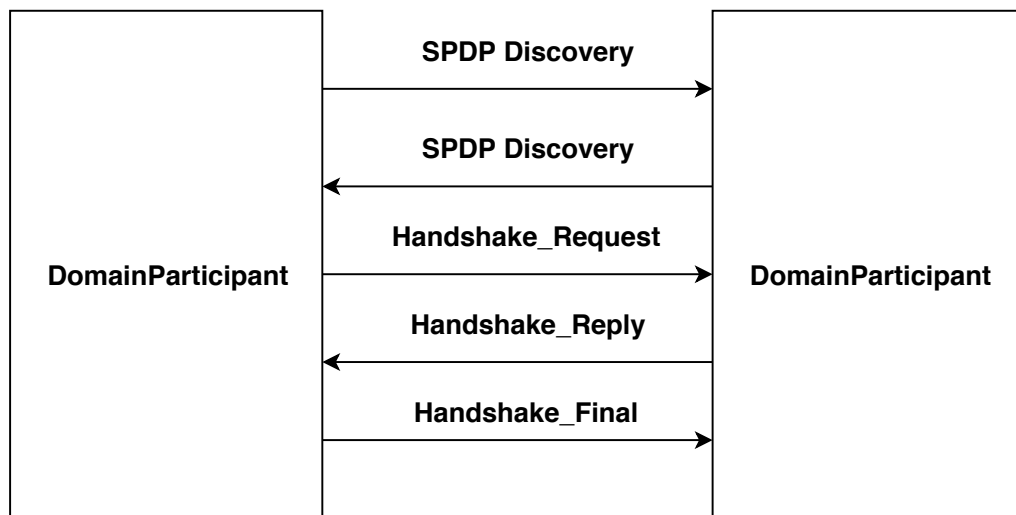 SPDP Discovery
SPDP Discovery
Handshake_Request
DomainParticipant
DomainParticipant
Handshake_Reply
Handshake_Final